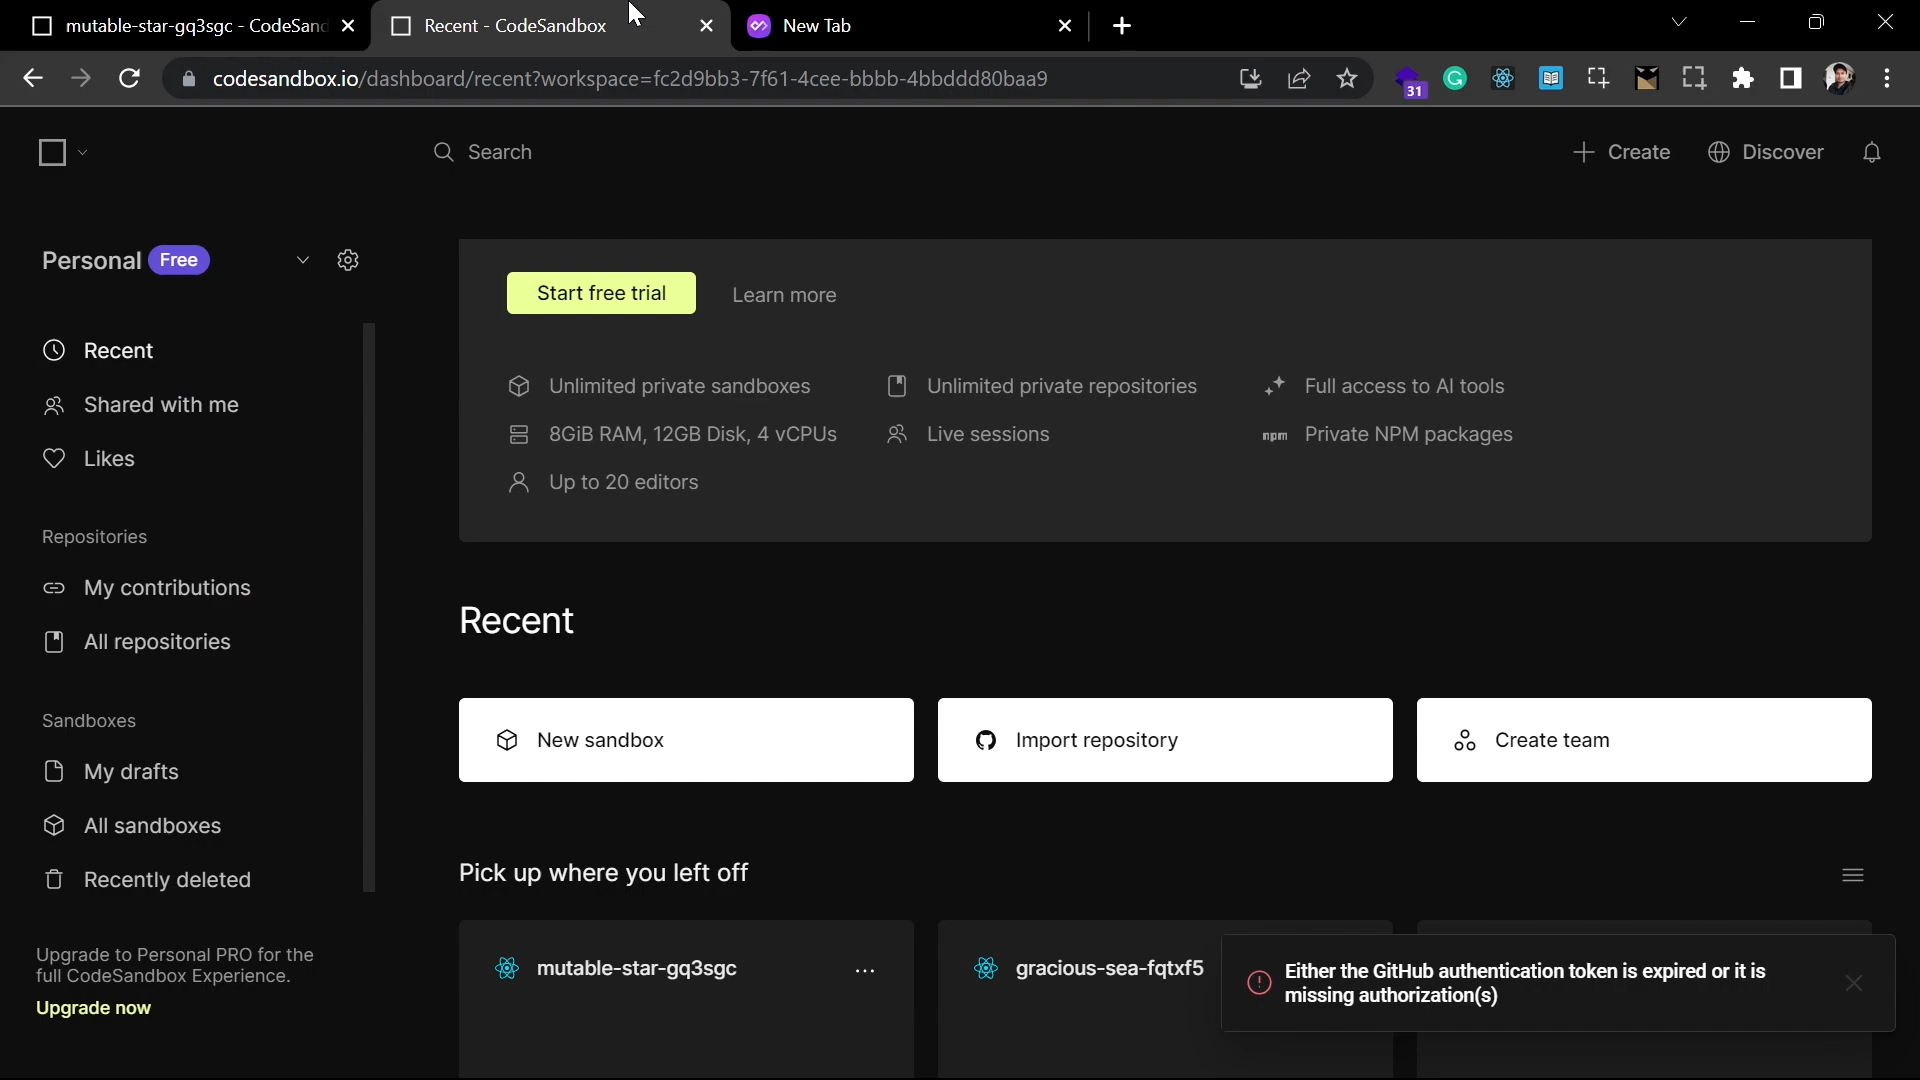 mutable-star-gq3sgc - CodeSand
Recent - CodeSandbox
New Tab
codesandbox.io/dashboard/recent?workspace=fc2d9bb3-7f61-4cee-bbbb-4bbddd80baa9
31
Search
Create
Discover
Personal Free
Start free trial
Learn more
Recent
Shared with me
Likes
Unlimited private sandboxes
Unlimited private repositories
Full access to AI tools
8GiB RAM, 12GB Disk, 4 vCPUs
Live sessions
npm Private NPM packages
Up to 20 editors
Repositories
My contributions
All repositories
Sandboxes
My drafts
All sandboxes
Recently deleted
Upgrade to Personal PRO for the
full CodeSandbox Experience.
Upgrade now
Recent
New sandbox
Import repository
Create team
Pick up where you left off
mutable-star-gq3sgc
gracious-sea-fqtxf5
Either the GitHub authentication token is expired or it is
missing authorization(s)